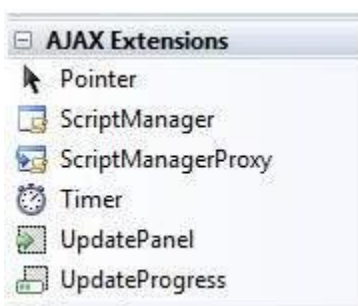 AJAX Extensions
Pointer
ScriptManager
ScriptManagerProxy
Timer
UpdatePanel
UpdateProgress